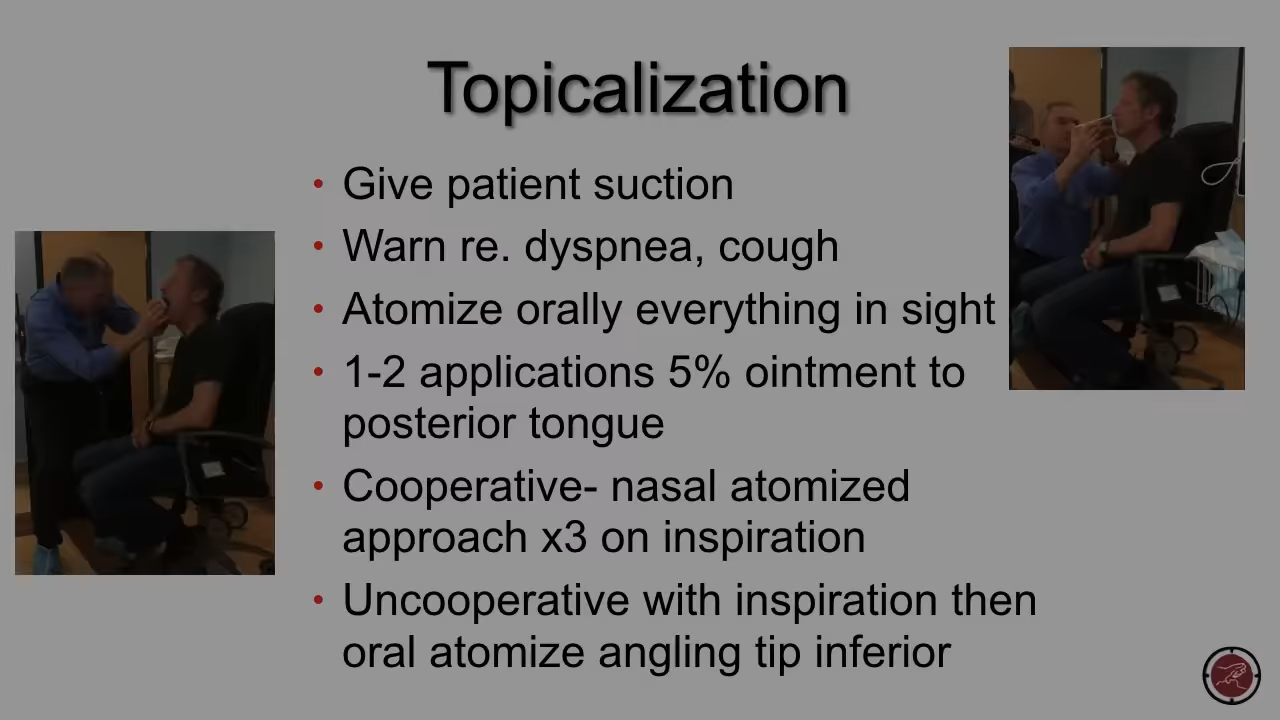 Topicalization
• Give patient suction
• Warn re. dyspnea, cough
• Atomize orally everything in sight
• 1-2 applications 5% ointment to
posterior tongue
• Cooperative- nasal atomized
approach x3 on inspiration
• Uncooperative with inspiration then
oral atomize angling tip inferior